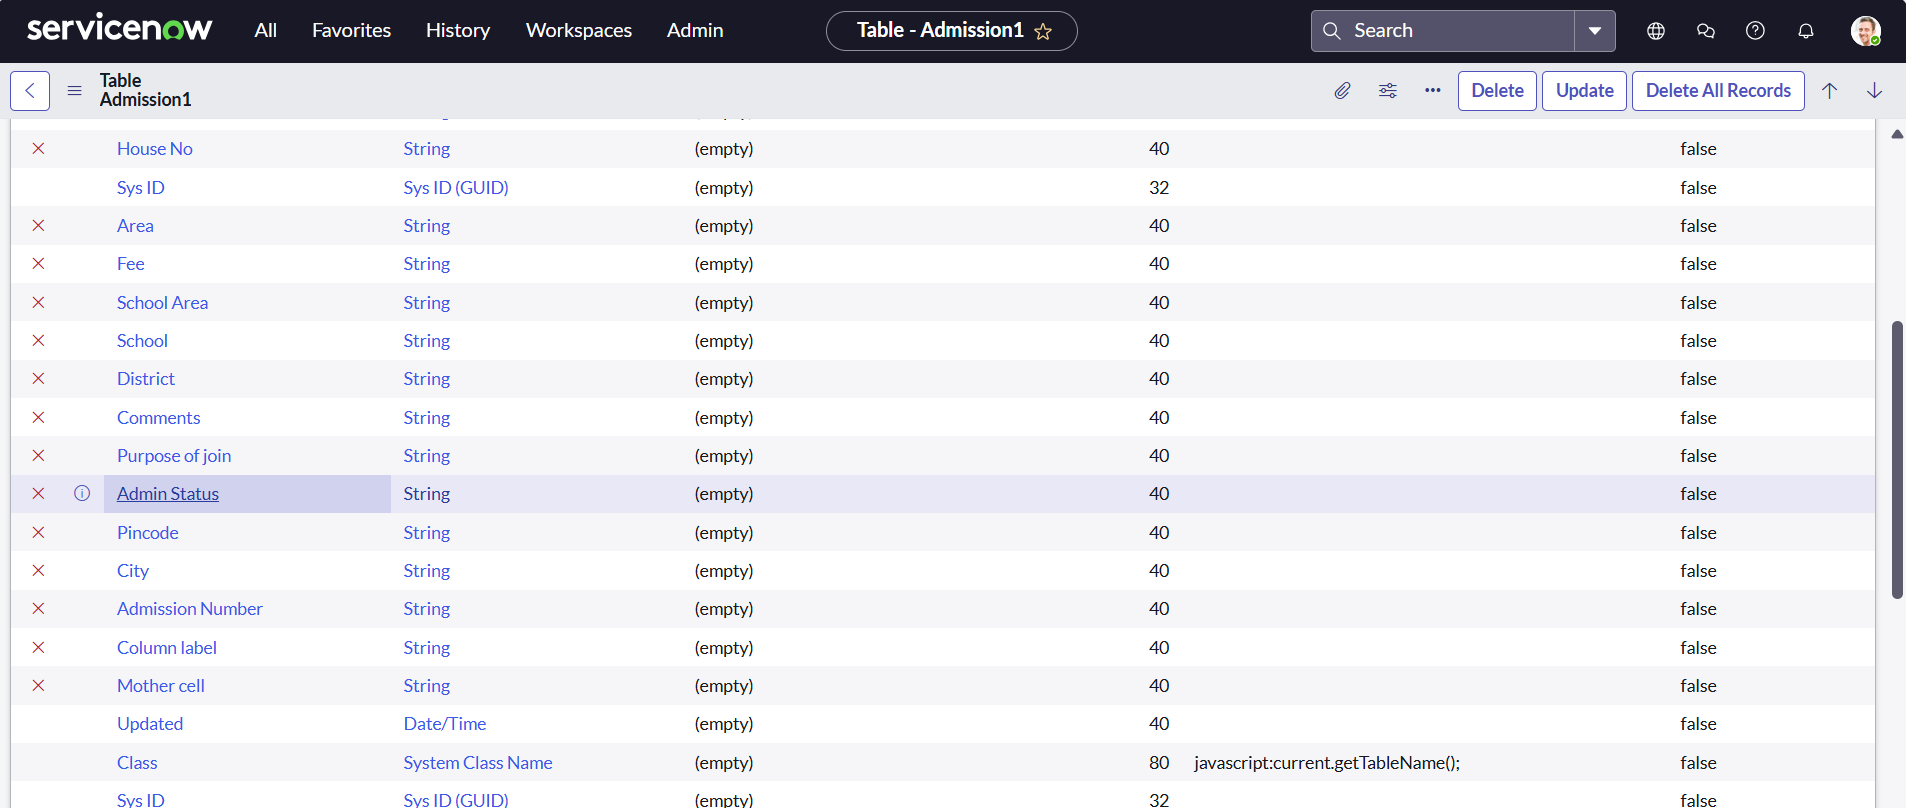 servicenow All Favorites History Workspaces Admin Table - Admission1 Search
Table
Admission1
Delete Update Delete All Records
House No String (empty) 40 false
Sys ID Sys ID (GUID) (empty) 32 false
Area String (empty) 40 false
Fee String (empty) 40 false
School Area String (empty) 40 false
School String (empty) 40 false
District String (empty) 40 false
Comments String (empty) 40 false
Purpose of join String (empty) 40 false
Admin Status String (empty) 40 false
Pincode String (empty) 40 false
City String (empty) 40 false
Admission Number String (empty) 40 false
Column label String (empty) 40 false
Mother cell String (empty) 40 false
Updated Date/Time (empty) 40 false
Class System Class Name (empty) 80 javascript:current.getTableName(); false
Sys ID Sys ID (GUID) (empty) 32 false